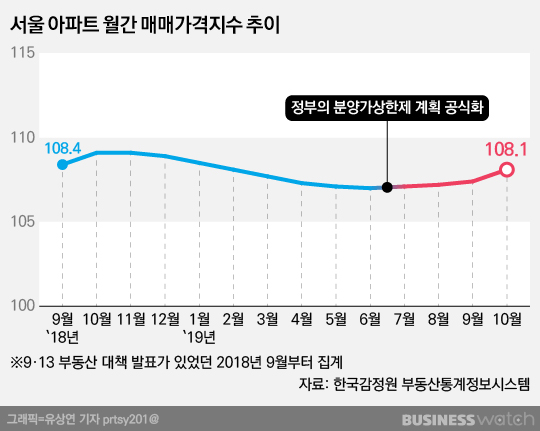 서울 아파트 월간 매매가격지수 추이
115
정부의 분양가상한제 계획 공식화
110
108.4
108.1
105
100
9월 10월 11월 12월 1월 2월 3월 4월 5월 6월 7월 8월 9월 10월
`18년 `19년
※9·13 부동산 대책 발표가 있었던 2018년 9월부터 집계
자료: 한국감정원 부동산통계정보시스템
그래픽=유상연 기자 prtsy201@
BUSINESSwatch